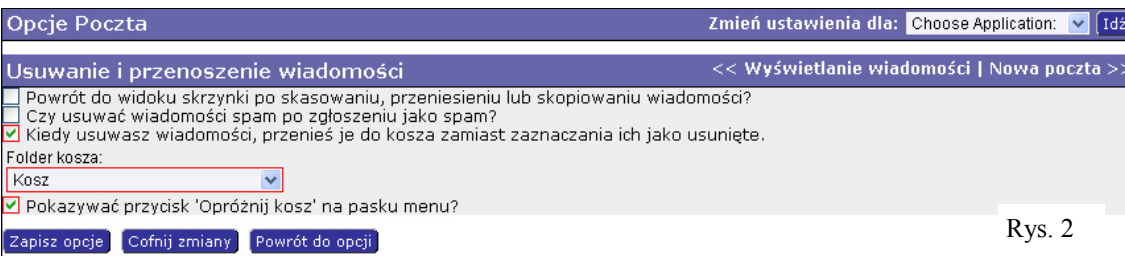 Opcje Poczta Zmień ustawienia dla: Choose Application: Idź
Usuwanie i przenoszenie wiadomości << Wyświetlanie wiadomości | Nowa poczta >>
Powrót do widoku skrzynki po skasowaniu, przeniesieniu lub skopiowaniu wiadomości?
Czy usuwać wiadomości spam po zgłoszeniu jako spam?
Kiedy usuwasz wiadomości, przenieś je do kosza zamiast zaznaczania ich jako usunięte.
Folder kosza:
Kosz
Pokazywać przycisk 'Opróżnij kosz' na pasku menu?
Zapisz opcje Cofnij zmiany Powrót do opcji
Rys. 2